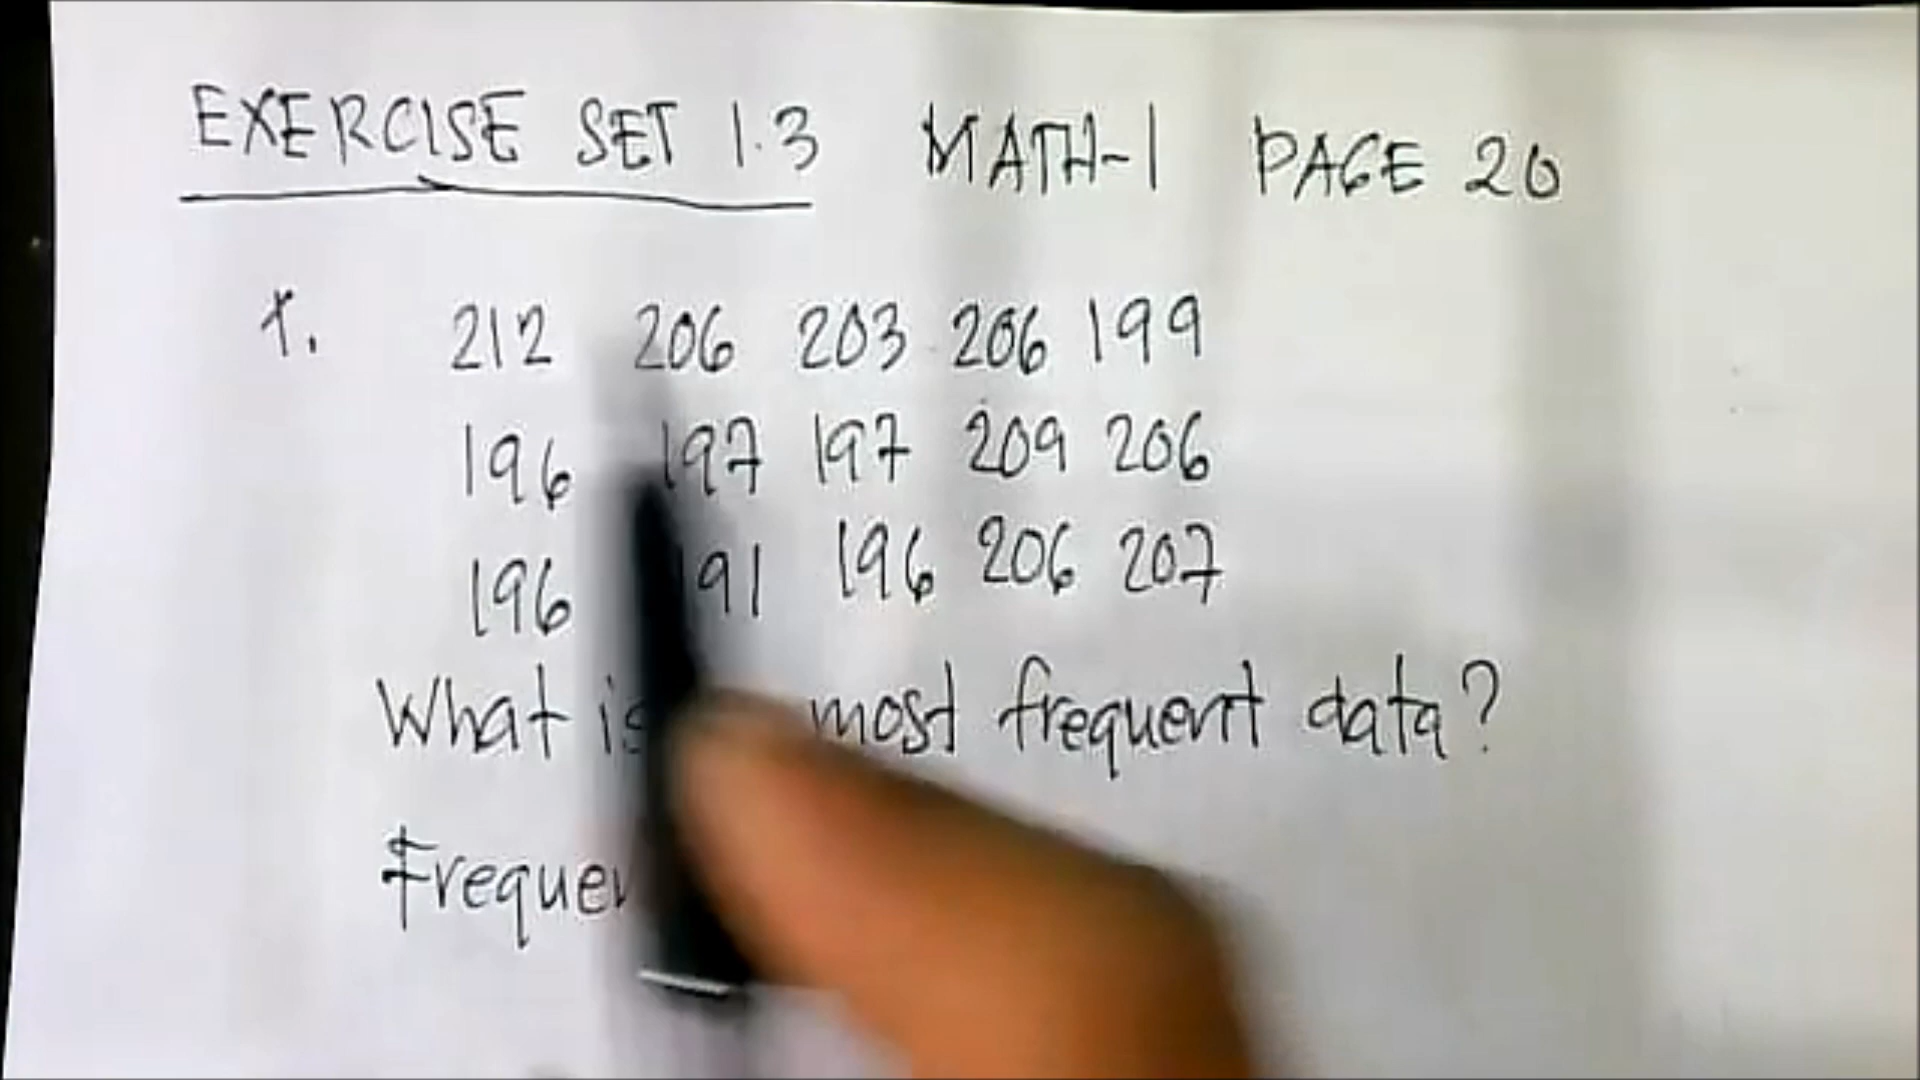 EXERCISE SET 1.3 MATH-1 PAGE 20
1. 212 206 203 206 199
196 197 197 209 206
196 191 196 206 207
What is most frequent data?